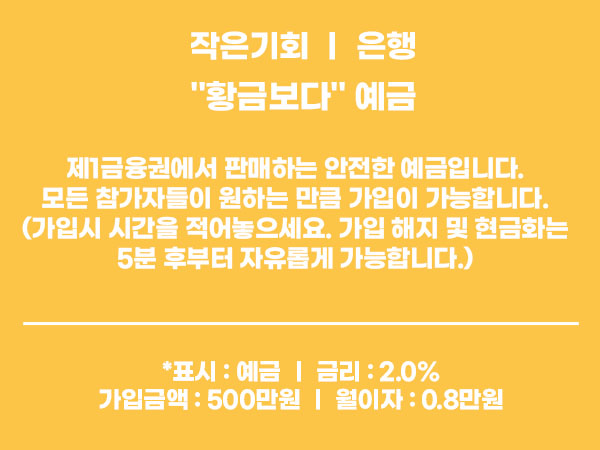 작은기회 ㅣ 은행
"황금보다" 예금
제1금융권에서 판매하는 안전한 예금입니다.
모든 참가자들이 원하는 만큼 가입이 가능합니다.
(가입시 시간을 적어놓으세요. 가입 해지 및 현금화는
5분 후부터 자유롭게 가능합니다.)
*표시 : 예금 ㅣ 금리 : 2.0%
가입금액 : 500만원 ㅣ 월이자 : 0.8만원